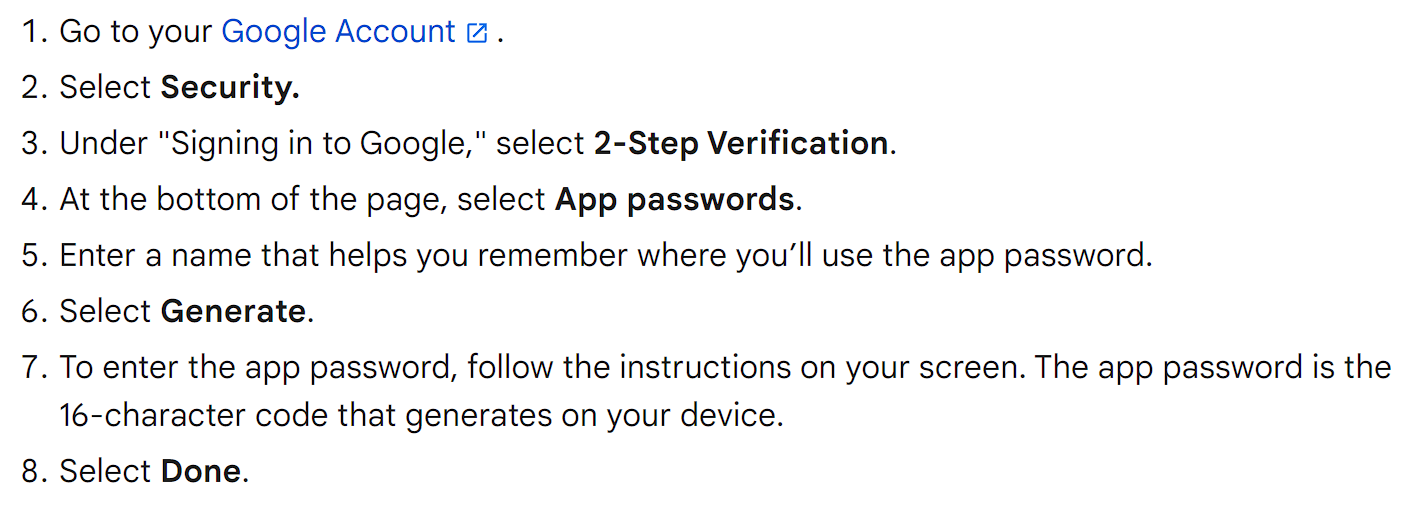 1. Go to your Google Account .
2. Select Security.
3. Under "Signing in to Google," select 2-Step Verification.
4. At the bottom of the page, select App passwords.
5. Enter a name that helps you remember where you’ll use the app password.
6. Select Generate.
7. To enter the app password, follow the instructions on your screen. The app password is the
16-character code that generates on your device.
8. Select Done.